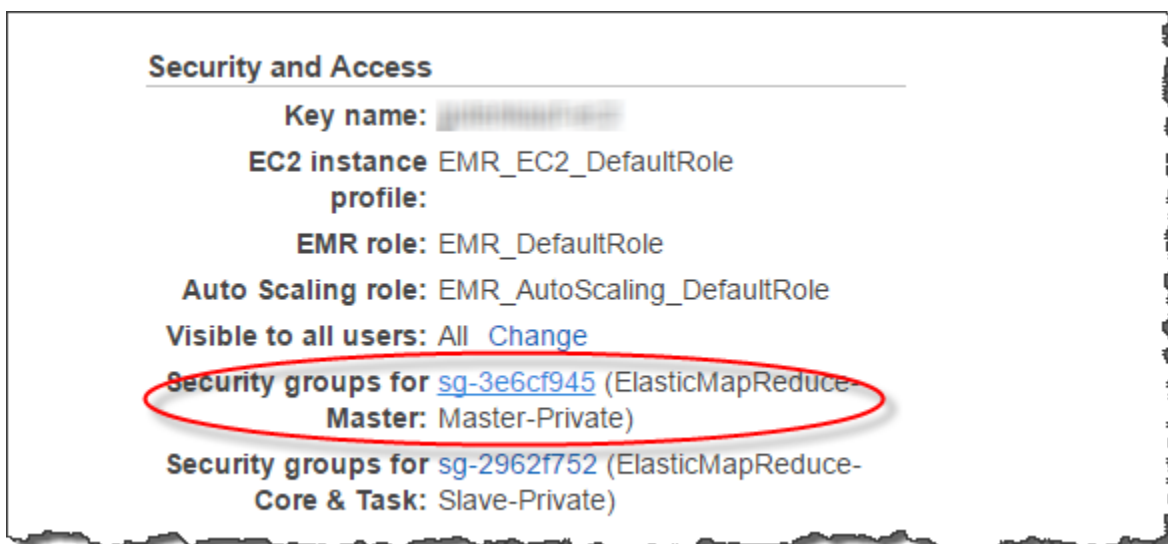 Security and Access
Key name:
EC2 instance EMR_EC2_DefaultRole
profile:
EMR role: EMR_DefaultRole
Auto Scaling role: EMR_AutoScaling_DefaultRole
Visible to all users: All Change
Security groups for sg-3e6cf945 (ElasticMapReduce-
Master: Master-Private)
Security groups for sg-2962f752 (ElasticMapReduce-
Core & Task: Slave-Private)